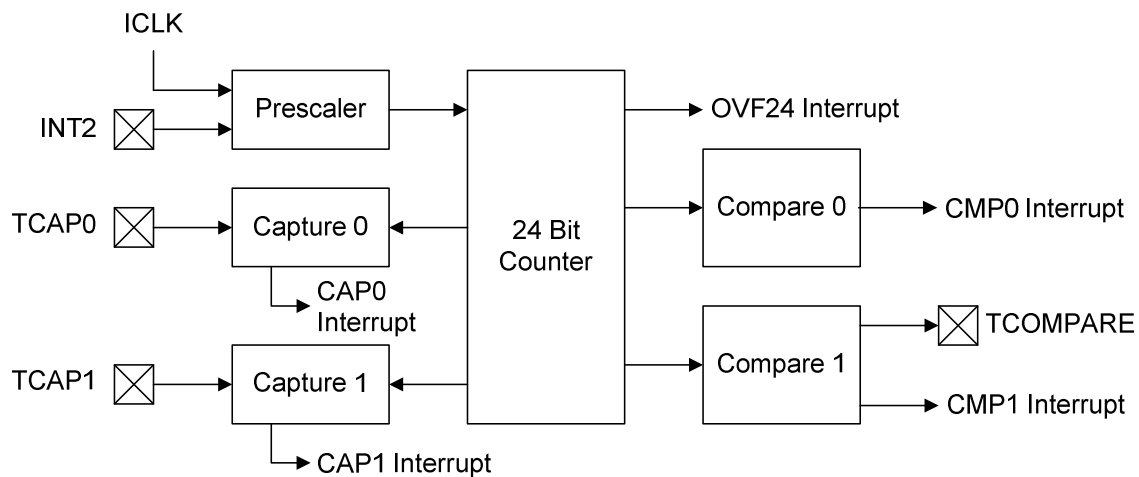 ICLK
INT2
Prescaler
OVF24 Interrupt
TCAP0
Capture 0
24 Bit
Counter
Compare 0
CMP0 Interrupt
CAP0
Interrupt
TCAP1
Capture 1
Compare 1
TCOMPARE
CMP1 Interrupt
CAP1 Interrupt